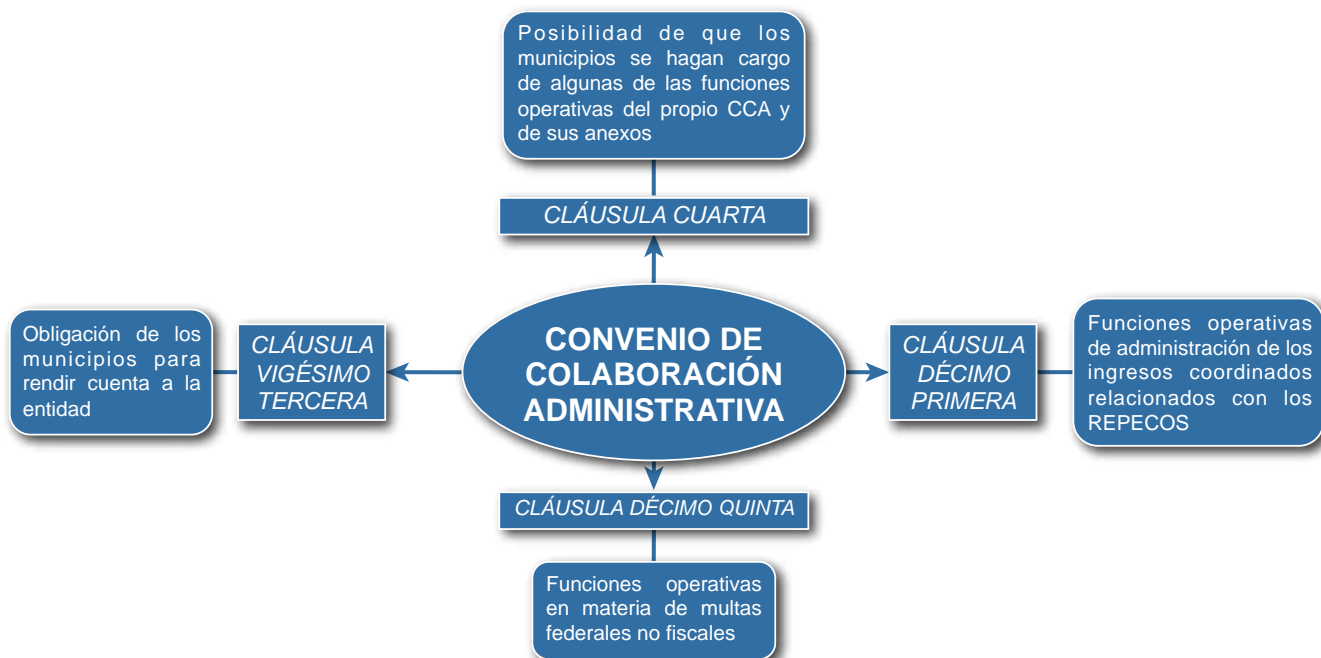 Posibilidad de que los
municipios se hagan cargo
de algunas de las funciones
operativas del propio CCA y
de sus anexos
CLÁUSULA CUARTA
Obligación de los
municipios para
rendir cuenta a la
entidad
CLÁUSULA
VIGÉSIMO
TERCERA
CONVENIO DE
COLABORACIÓN
ADMINISTRATIVA
CLÁUSULA
DÉCIMO
PRIMERA
Funciones operativas
de administración de los
ingresos coordinados
relacionados con los
REPECOS
CLÁUSULA DÉCIMO QUINTA
Funciones operativas
en materia de multas
federales no fiscales